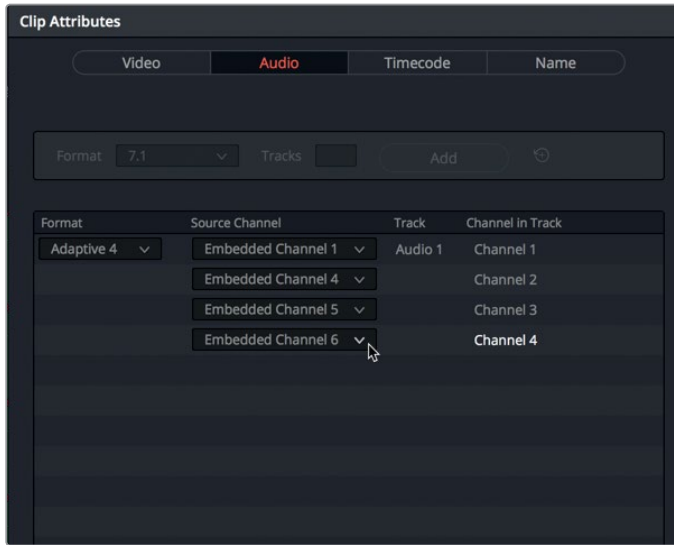 Clip Attributes
Video Audio Timecode Name
Format 7.1 Tracks Add
Format Source Channel Track Channel in Track
Adaptive 4 Embedded Channel 1 Audio 1 Channel 1
Embedded Channel 4 Channel 2
Embedded Channel 5 Channel 3
Embedded Channel 6 Channel 4